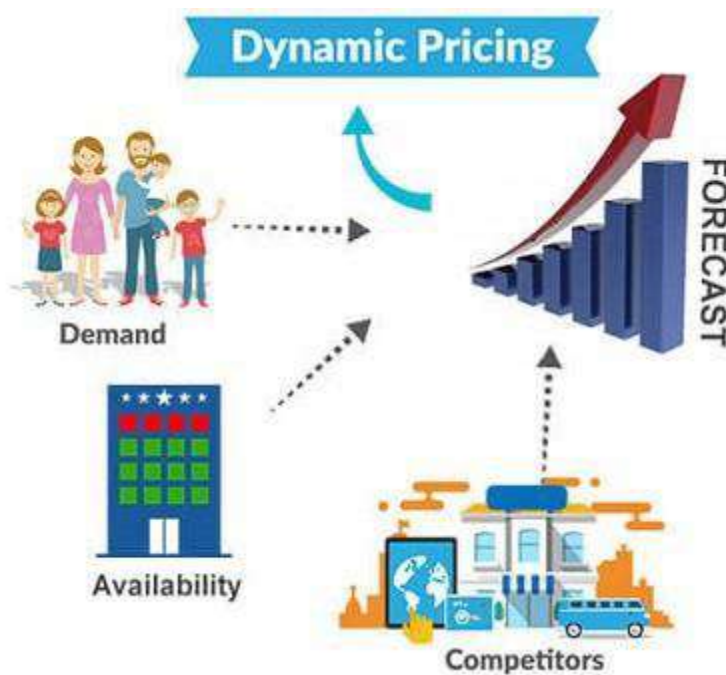 Dynamic Pricing
FORECAST
Demand
Availability
Competitors